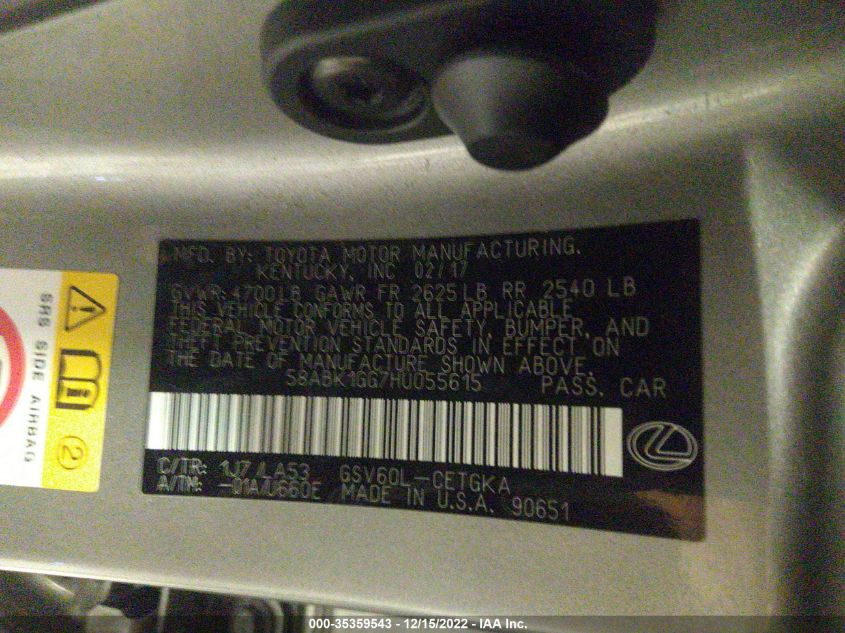 MFD. BY: TOYOTA MOTOR MANUFACTURING.
KENTUCKY, INC 02/17
GVWR: 4700LB GAWR FR 2625LB RR 2540 LB
THIS VEHICLE CONFORMS TO ALL APPLICABLE
FEDERAL MOTOR VEHICLE SAFETY, BUMPER, AND
THEFT PREVENTION STANDARDS IN EFFECT ON
THE DATE OF MANUFACTURE SHOWN ABOVE.
58ABK1GG7HU055615 PASS. CAR
C/TR: 1J7 /LA53 GSV60L-CETGKA
A/TM: -01A/U660E MADE IN U.S.A. 90651
SRS SIDE AIRBAG
2
000-35359543 - 12/15/2022 - IAA Inc.